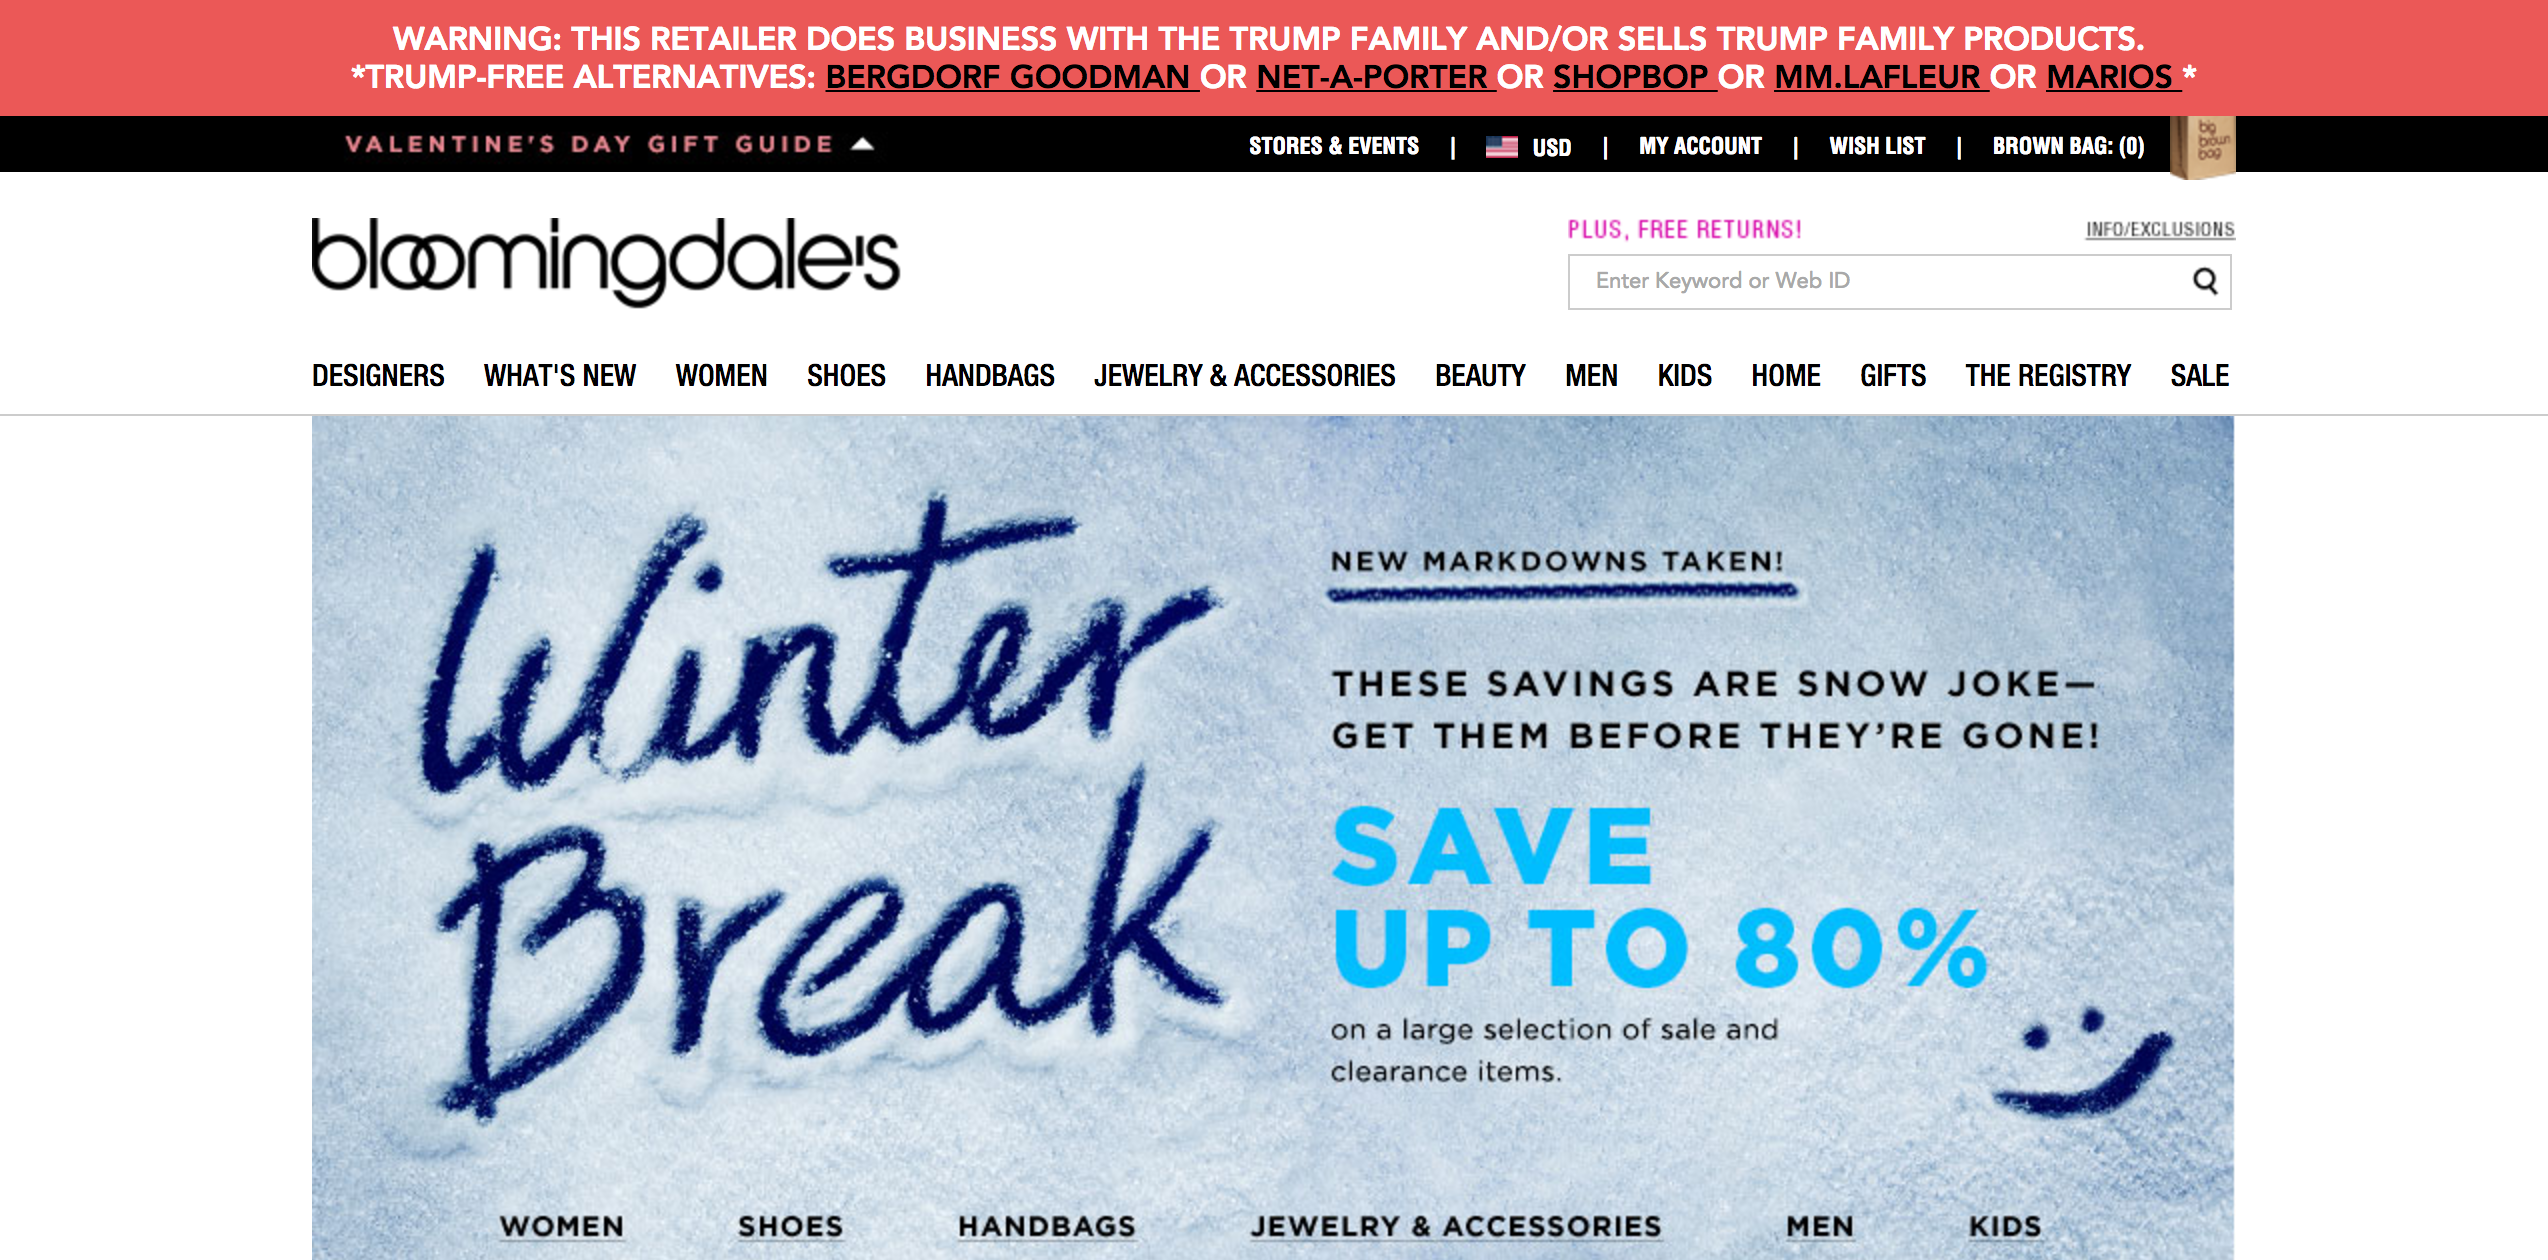 WARNING: THIS RETAILER DOES BUSINESS WITH THE TRUMP FAMILY AND/OR SELLS TRUMP FAMILY PRODUCTS.
*TRUMP-FREE ALTERNATIVES: BERGDORF GOODMAN OR NET-A-PORTER OR SHOPBOP OR MM.LAFLEUR OR MARIOS *
VALENTINE'S DAY GIFT GUIDE
STORES & EVENTS | USD | MY ACCOUNT | WISH LIST | BROWN BAG: (0)
big
brown
bag
bloomingdale's
PLUS, FREE RETURNS!
INFO/EXCLUSIONS
Enter Keyword or Web ID
DESIGNERS WHAT'S NEW WOMEN SHOES HANDBAGS JEWELRY & ACCESSORIES BEAUTY MEN KIDS HOME GIFTS THE REGISTRY SALE
Winter
Break
NEW MARKDOWNS TAKEN!
THESE SAVINGS ARE SNOW JOKE—
GET THEM BEFORE THEY'RE GONE!
SAVE
UP TO 80%
on a large selection of sale and
clearance items.
WOMEN SHOES HANDBAGS JEWELRY & ACCESSORIES MEN KIDS